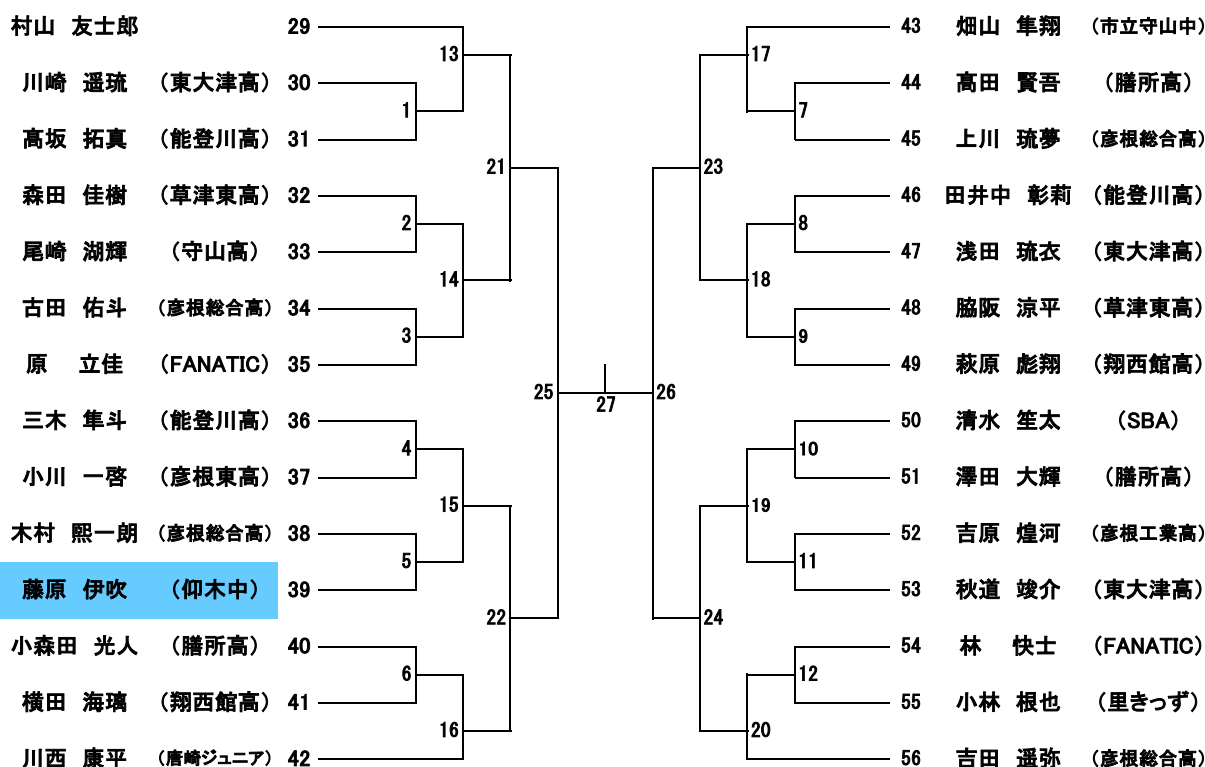 村山 友士郎 29
川崎 遥琉 (東大津高) 30
髙坂 拓真 (能登川高) 31
森田 佳樹 (草津東高) 32
尾崎 湖輝 (守山高) 33
古田 佑斗 (彦根総合高) 34
原 立佳 (FANATIC) 35
三木 隼斗 (能登川高) 36
小川 一啓 (彦根東高) 37
木村 熙一朗 (彦根総合高) 38
藤原 伊吹 (仰木中) 39
小森田 光人 (膳所高) 40
横田 海璃 (翔西館高) 41
川西 康平 (唐崎ジュニア) 42
1
2
3
4
5
6
13
14
15
16
21
22
25
27
26
23
24
17
18
19
20
7
8
9
10
11
12
43 畑山 隼翔 (市立守山中)
44 髙田 賢吾 (膳所高)
45 上川 琉夢 (彦根総合高)
46 田井中 彰莉 (能登川高)
47 浅田 琉衣 (東大津高)
48 脇阪 涼平 (草津東高)
49 萩原 彪翔 (翔西館高)
50 清水 笙太 (SBA)
51 澤田 大輝 (膳所高)
52 吉原 煌河 (彦根工業高)
53 秋道 竣介 (東大津高)
54 林 快士 (FANATIC)
55 小林 根也 (里きっず)
56 吉田 遥弥 (彦根総合高)